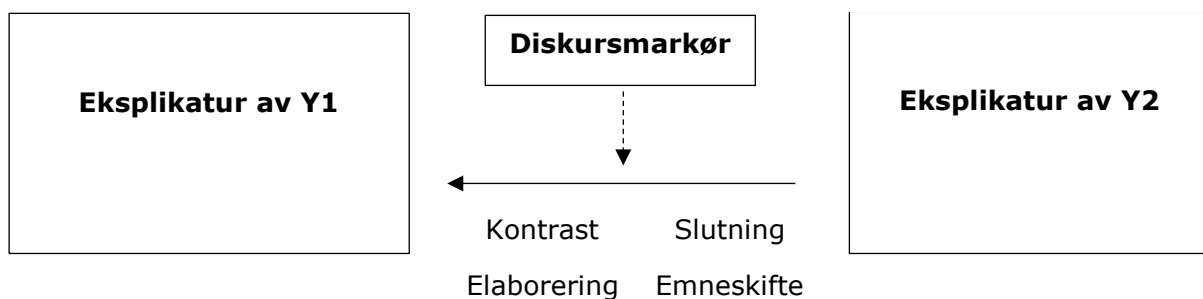 Diskursmarkør
Eksplikatur av Y1
Eksplikatur av Y2
Kontrast Slutning
Elaborering Emneskifte